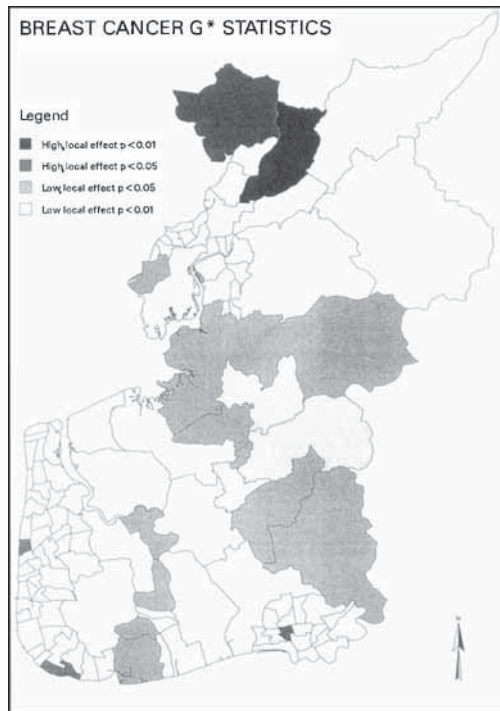 BREAST CANCER G* STATISTICS
Legend
High local effect p<0.01
High local effect p<0.05
Low local effect p<0.05
Low local effect p<0.01